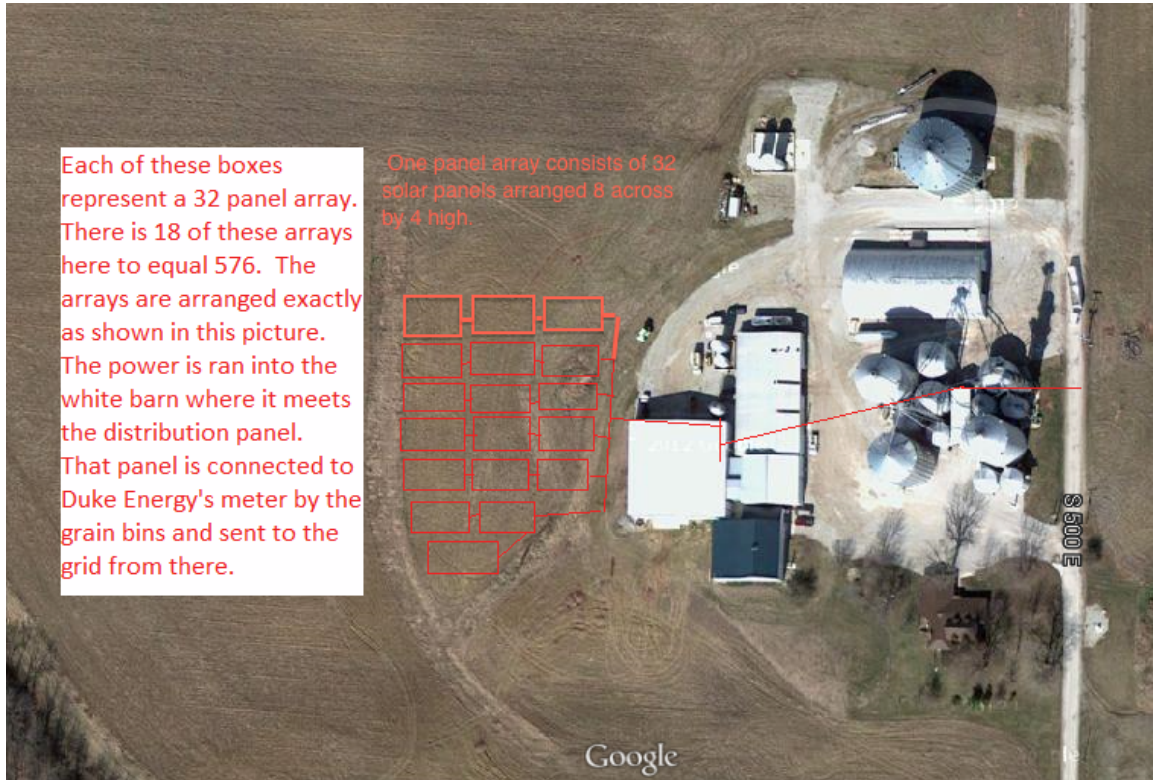 Each of these boxes
represent a 32 panel array.
There is 18 of these arrays
here to equal 576.  The
arrays are arranged exactly
as shown in this picture.
The power is ran into the
white barn where it meets
the distribution panel.
That panel is connected to
Duke Energy's meter by the
grain bins and sent to the
grid from there.
One panel array consists of 32
solar panels arranged 8 across
by 4 high.
S 500 E
Google